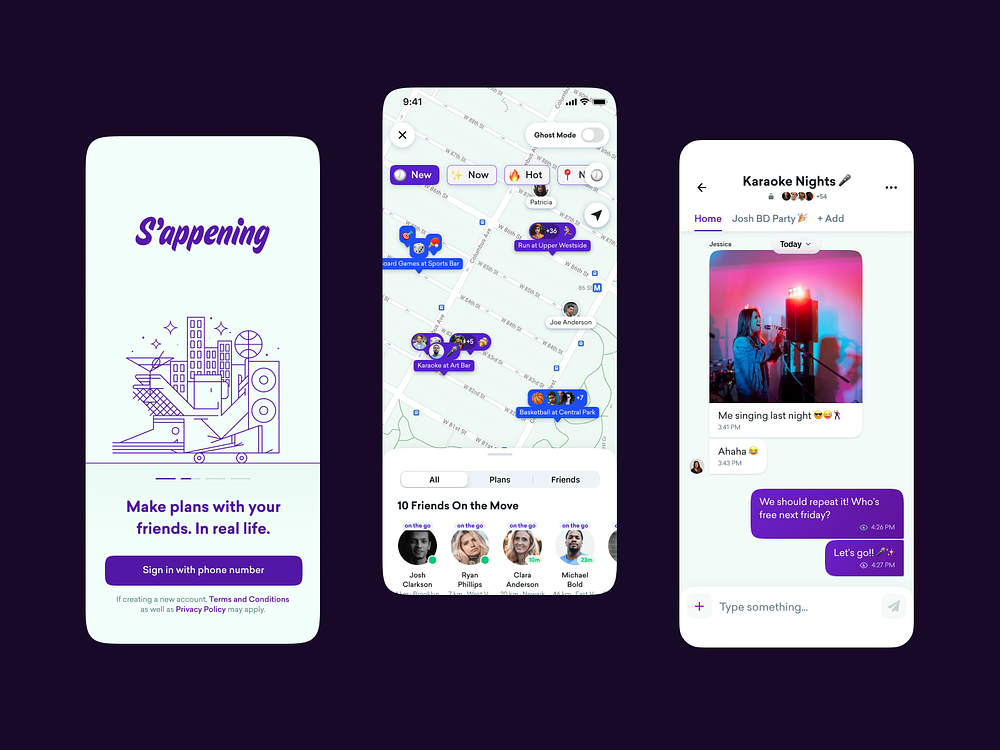 S'appening
Make plans with your
friends. In real life.
Sign in with phone number
If creating a new account, Terms and Conditions
as well as Privacy Policy may apply.
9:41
Ghost Mode
New
Now
Hot
N
Patricia
+36
Run at Upper Westside
Board Games at Sports Bar
Joe Anderson
+5
Karaoke at Art Bar
+7
Basketball at Central Park
W 89th St
W 88th St
W 87th St
W 86th St
W 85th St
W 84th St
W 83rd St
W 82nd St
W 81st St
Columbus Ave
86 St
M
All
Plans
Friends
10 Friends On the Move
on the go
on the go
on the go
on the go
10m
23m
Josh
Clarkson
Ryan
Phillips
Clara
Anderson
Michael
Bold
Karaoke Nights 🎤
+54
Home
Josh BD Party🎉
+ Add
Jessica
Today
Me singing last night 😎😜🕺
3:41 PM
Ahaha 😂
3:43 PM
We should repeat it! Who's
free next friday?
4:26 PM
Let's go!! 🎤✨
4:27 PM
+
Type something...